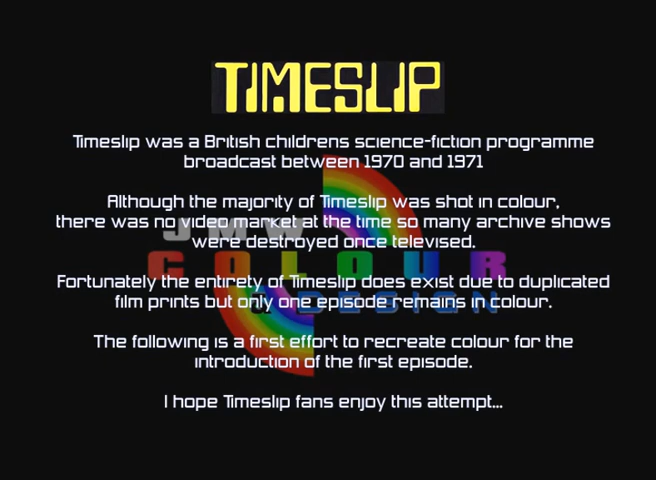 TIMESLIP
Timeslip was a British childrens science-fiction programme
broadcast between 1970 and 1971
Although the majority of Timeslip was shot in colour,
there was no video market at the time so many archive shows
were destroyed once televised.
JMW
COLOUR
Fortunately the entirety of Timeslip does exist due to duplicated
film prints but only one episode remains in colour.
& DESIGN
The following is a first effort to recreate colour for the
introduction of the first episode.
I hope Timeslip fans enjoy this attempt...